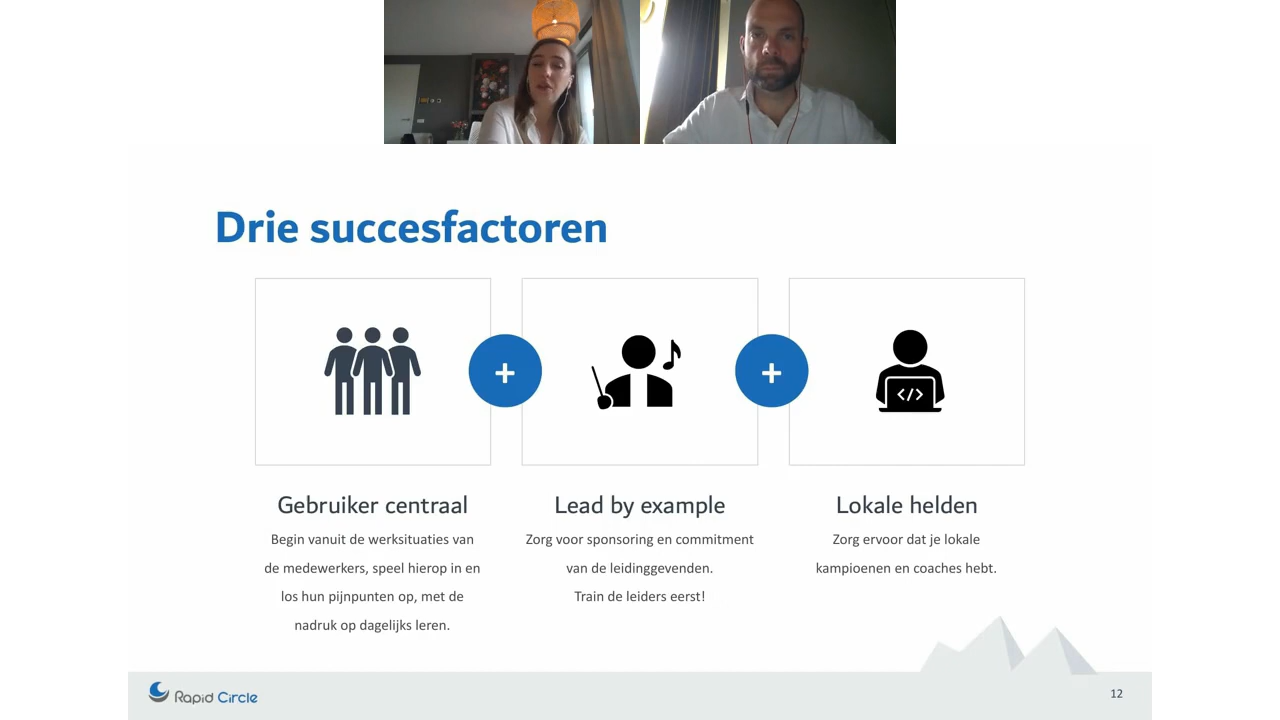 Drie succesfactoren
+
+
</>
Gebruiker centraal
Begin vanuit de werksituaties van
de medewerkers, speel hierop in en
los hun pijnpunten op, met de
nadruk op dagelijks leren.
Lead by example
Zorg voor sponsoring en commitment
van de leidinggevenden.
Train de leiders eerst!
Lokale helden
Zorg ervoor dat je lokale
kampioenen en coaches hebt.
Rapid Circle
12